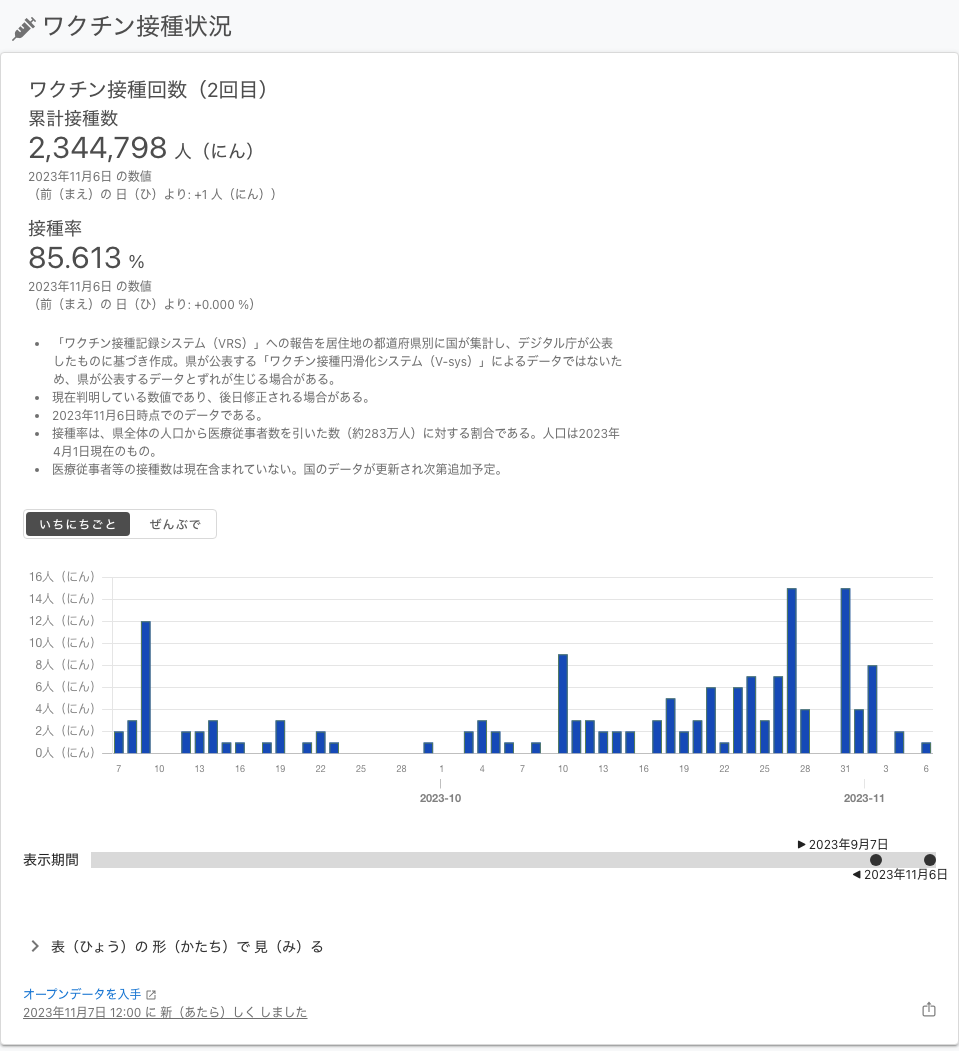 ワクチン接種状況
ワクチン接種回数（2回目）
累計接種数
2,344,798 人（にん）
2023年11月6日 の数値
（前（まえ）の 日（ひ）より: +1 人（にん））
接種率
85.613 %
2023年11月6日 の数値
（前（まえ）の 日（ひ）より: +0.000 %）
• 「ワクチン接種記録システム（VRS）」への報告を居住地の都道府県別に国が集計し、デジタル庁が公表
したものに基づき作成。県が公表する「ワクチン接種円滑化システム（V-sys）」によるデータではないた
め、県が公表するデータとずれが生じる場合がある。
• 現在判明している数値であり、後日修正される場合がある。
• 2023年11月6日時点でのデータである。
• 接種率は、県全体の人口から医療従事者数を引いた数（約283万人）に対する割合である。人口は2023年
4月1日現在のもの。
• 医療従事者等の接種数は現在含まれていない。国のデータが更新され次第追加予定。
いちにちごと ぜんぶで
16人（にん）
14人（にん）
12人（にん）
10人（にん）
8人（にん）
6人（にん）
4人（にん）
2人（にん）
0人（にん）
7 10 13 16 19 22 25 28 1 4 7 10 13 16 19 22 25 28 31 3 6
2023-10 2023-11
▶ 2023年9月7日
表示期間
◀ 2023年11月6日
表（ひょう）の 形（かたち）で 見（み）る
オープンデータを入手
2023年11月7日 12:00 に 新（あたら）しく しました